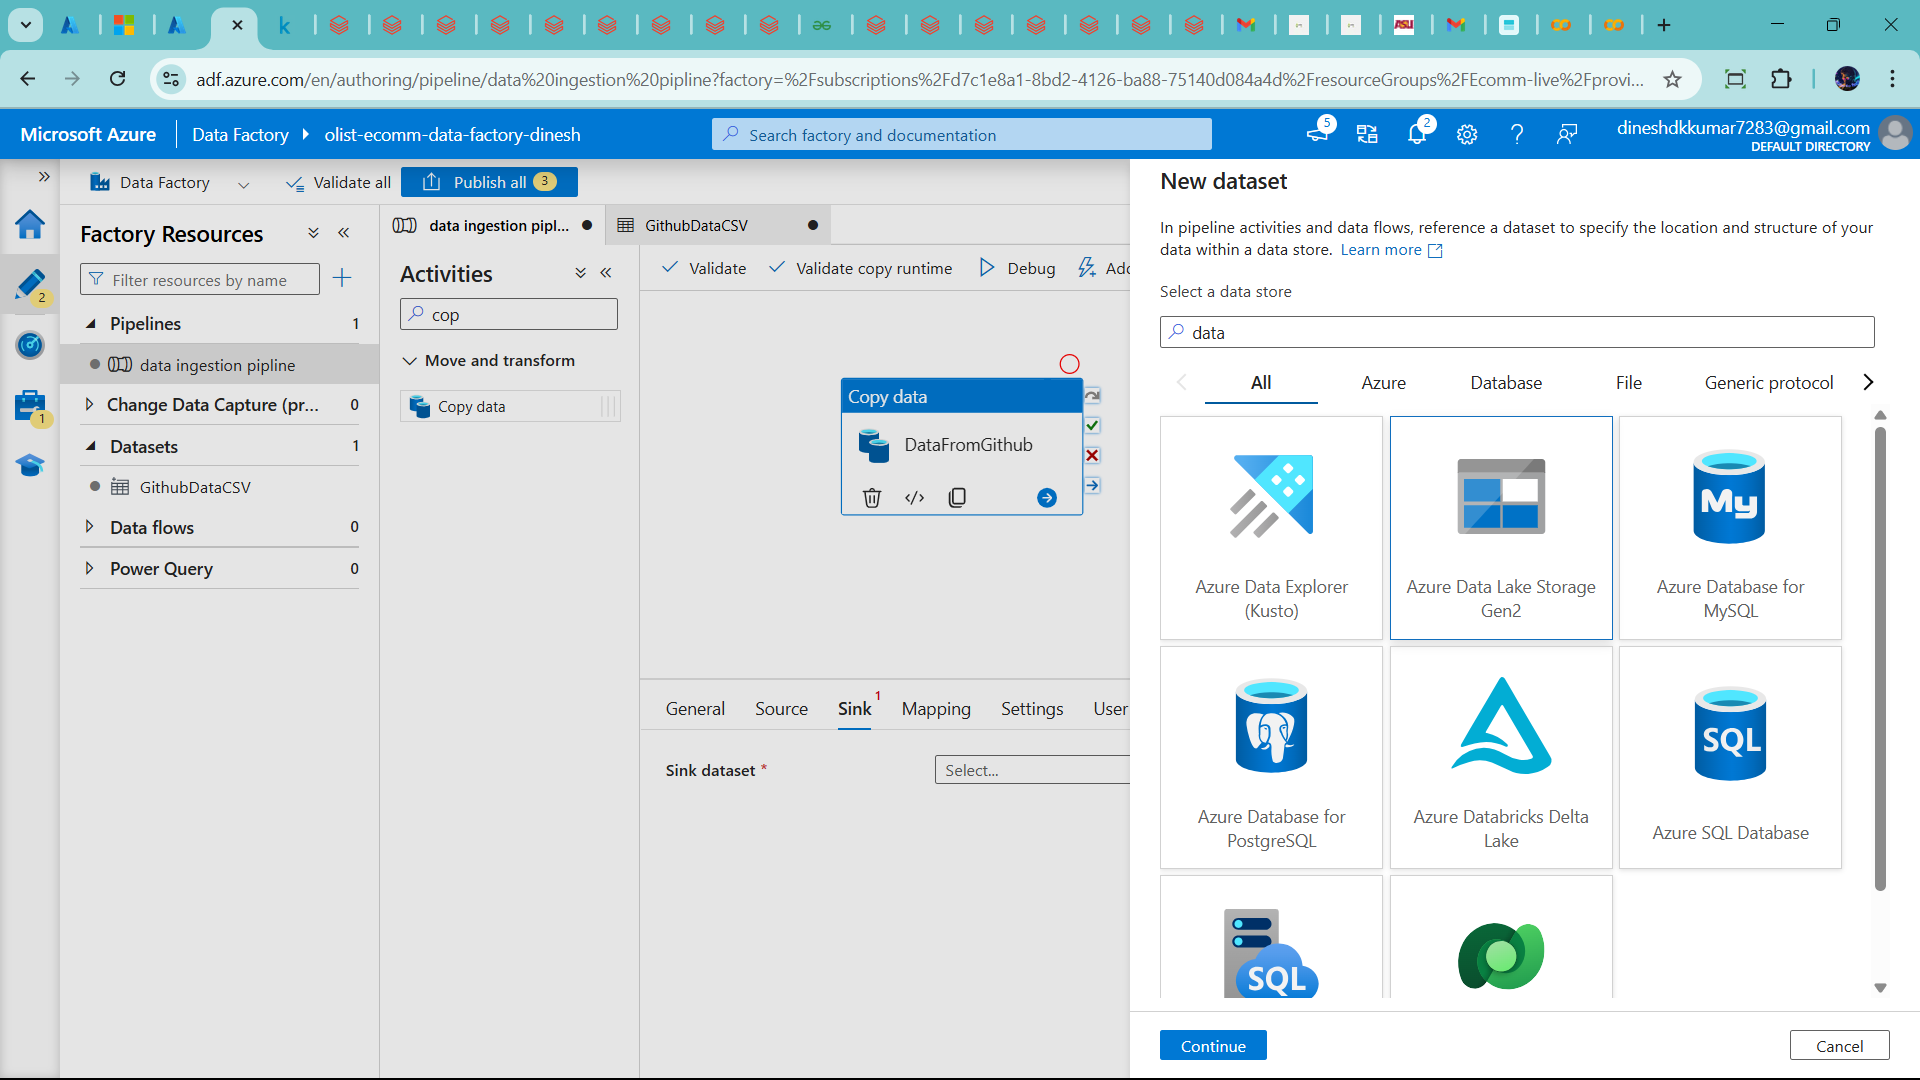 adf.azure.com/en/authoring/pipeline/data%20ingestion%20pipline?factory=%2Fsubscriptions%2Fd7c1e8a1-8bd2-4126-ba88-75140d084a4d%2FresourceGroups%2FEcomm-live%2Fprovi...
Microsoft Azure
Data Factory
olist-ecomm-data-factory-dinesh
Search factory and documentation
5
2
dineshdkkumar7283@gmail.com
DEFAULT DIRECTORY
Data Factory
Validate all
Publish all
3
2
1
Factory Resources
Filter resources by name
Pipelines
1
data ingestion pipline
Change Data Capture (pr...
0
Datasets
1
GithubDataCSV
Data flows
0
Power Query
0
data ingestion pipl...
GithubDataCSV
Activities
cop
Move and transform
Copy data
Validate
Validate copy runtime
Debug
Add
Copy data
DataFromGithub
General
Source
Sink
1
Mapping
Settings
User
Sink dataset *
Select...
New dataset
In pipeline activities and data flows, reference a dataset to specify the location and structure of your
data within a data store. Learn more
Select a data store
data
All
Azure
Database
File
Generic protocol
Azure Data Explorer
(Kusto)
Azure Data Lake Storage
Gen2
My
Azure Database for
MySQL
Azure Database for
PostgreSQL
Azure Databricks Delta
Lake
SQL
Azure SQL Database
SQL
Continue
Cancel